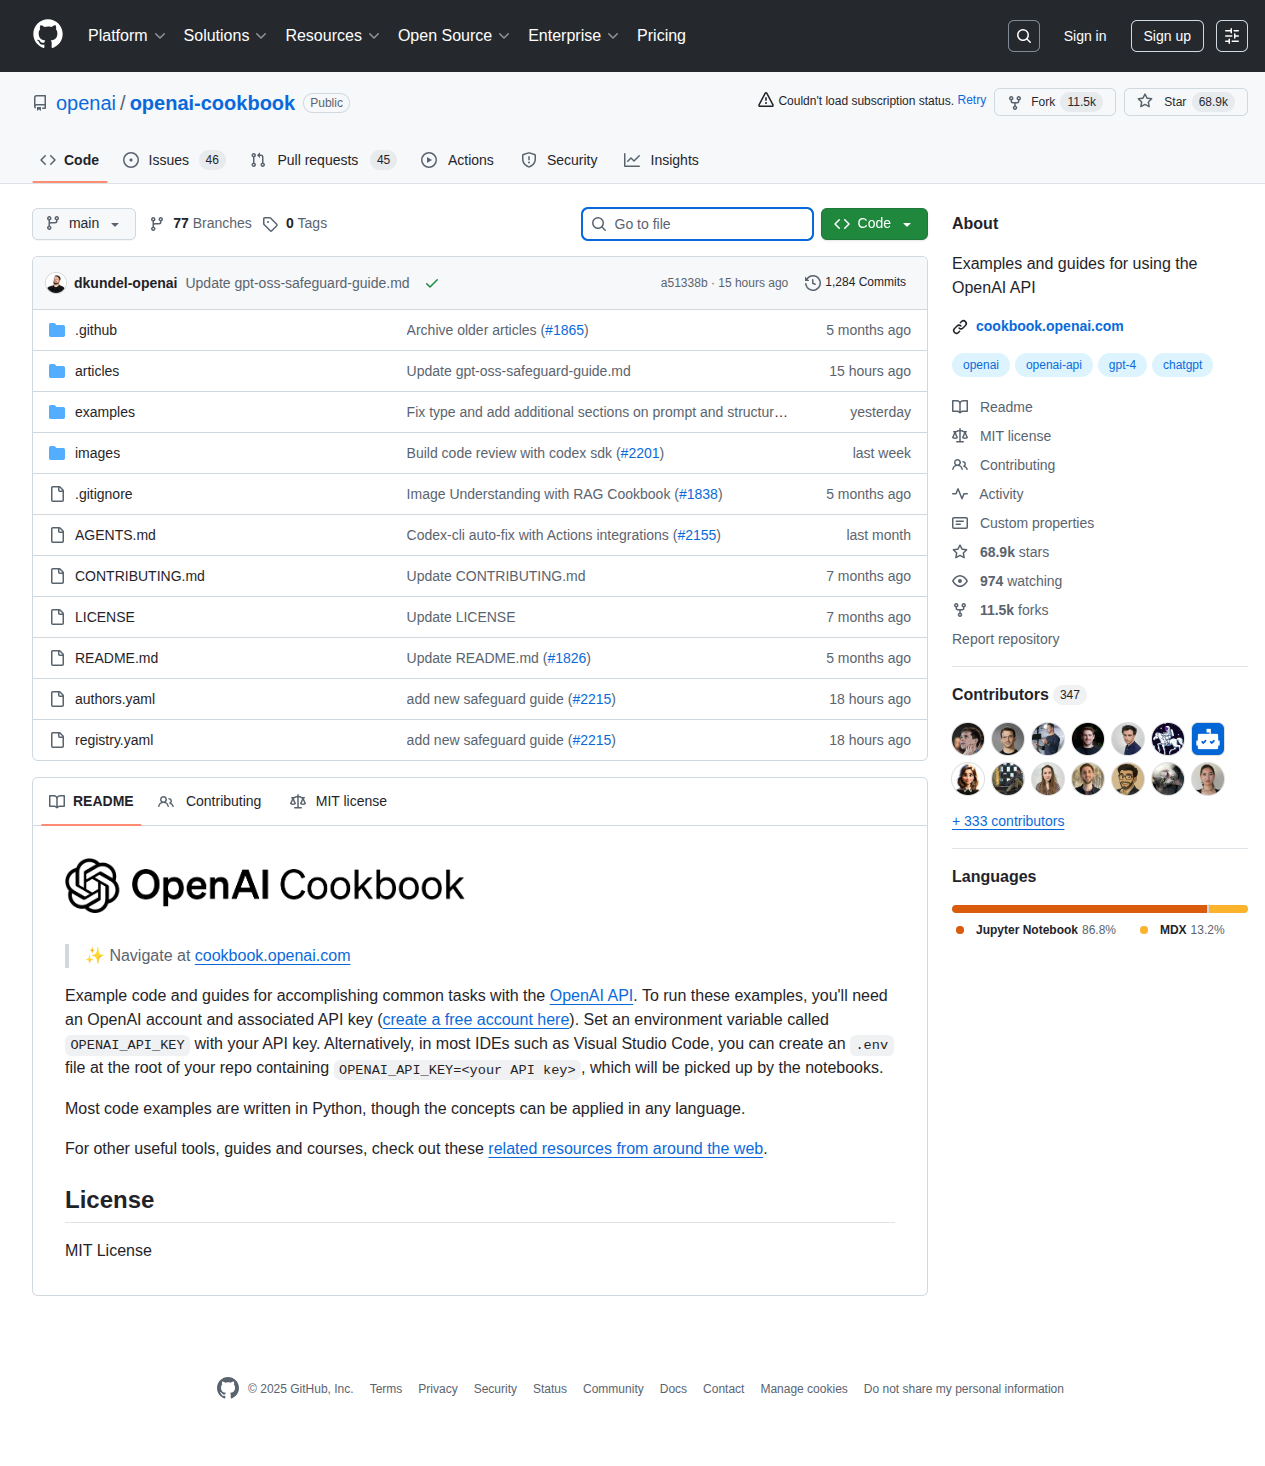 Platform Solutions Resources Open Source Enterprise Pricing Sign in Sign up
openai / openai-cookbook Public Couldn't load subscription status. Retry Fork 11.5k Star 68.9k
Code Issues 46 Pull requests 45 Actions Security Insights
main 77 Branches 0 Tags Go to file Code
dkundel-openai Update gpt-oss-safeguard-guide.md a51338b · 15 hours ago 1,284 Commits
.github Archive older articles (#1865) 5 months ago
articles Update gpt-oss-safeguard-guide.md 15 hours ago
examples Fix type and add additional sections on prompt and structur… yesterday
images Build code review with codex sdk (#2201) last week
.gitignore Image Understanding with RAG Cookbook (#1838) 5 months ago
AGENTS.md Codex-cli auto-fix with Actions integrations (#2155) last month
CONTRIBUTING.md Update CONTRIBUTING.md 7 months ago
LICENSE Update LICENSE 7 months ago
README.md Update README.md (#1826) 5 months ago
authors.yaml add new safeguard guide (#2215) 18 hours ago
registry.yaml add new safeguard guide (#2215) 18 hours ago
README Contributing MIT license
OpenAI Cookbook
✨ Navigate at cookbook.openai.com
Example code and guides for accomplishing common tasks with the OpenAI API. To run these examples, you'll need
an OpenAI account and associated API key (create a free account here). Set an environment variable called
OPENAI_API_KEY with your API key. Alternatively, in most IDEs such as Visual Studio Code, you can create an .env
file at the root of your repo containing OPENAI_API_KEY=<your API key>, which will be picked up by the notebooks.
Most code examples are written in Python, though the concepts can be applied in any language.
For other useful tools, guides and courses, check out these related resources from around the web.
License
MIT License
About
Examples and guides for using the
OpenAI API
cookbook.openai.com
openai openai-api gpt-4 chatgpt
Readme
MIT license
Contributing
Activity
Custom properties
68.9k stars
974 watching
11.5k forks
Report repository
Contributors 347
+ 333 contributors
Languages
Jupyter Notebook 86.8% MDX 13.2%
© 2025 GitHub, Inc. Terms Privacy Security Status Community Docs Contact Manage cookies Do not share my personal information